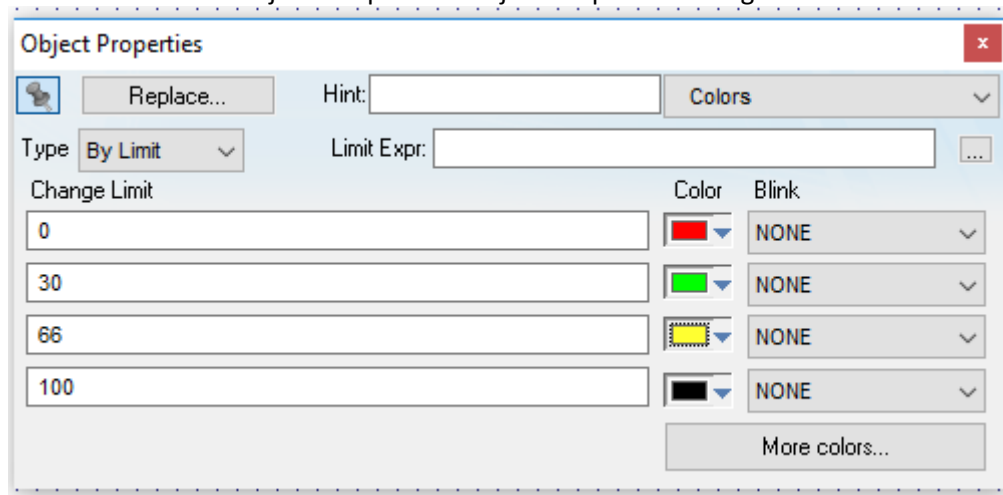 Object Properties
x
Replace... Hint: Colors
Type By Limit Limit Expr: ...
Change Limit Color Blink
0 NONE
30 NONE
66 NONE
100 NONE
More colors...